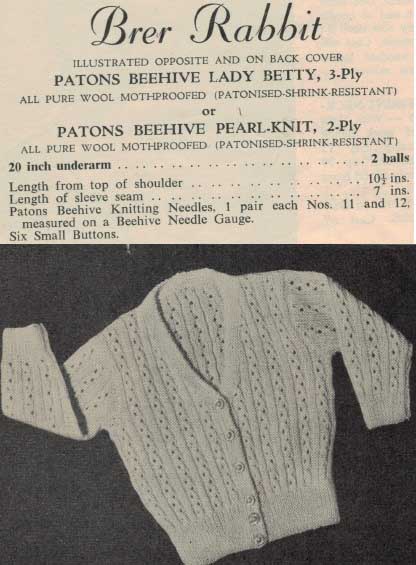 Brer Rabbit
ILLUSTRATED OPPOSITE AND ON BACK COVER
PATONS BEEHIVE LADY BETTY, 3-Ply
ALL PURE WOOL MOTHPROOFED (PATONISED-SHRINK-RESISTANT)
or
PATONS BEEHIVE PEARL-KNIT, 2-Ply
ALL PURE WOOL MOTHPROOFED (PATONISED-SHRINK-RESISTANT)
20 inch underarm .. .. .. .. .. .. .. .. .. .. .. .. 2 balls
Length from top of shoulder .. .. .. .. .. .. .. .. 10½ ins.
Length of sleeve seam .. .. .. .. .. .. .. .. .. 7 ins.
Patons Beehive Knitting Needles, 1 pair each Nos. 11 and 12,
measured on a Beehive Needle Gauge.
Six Small Buttons.